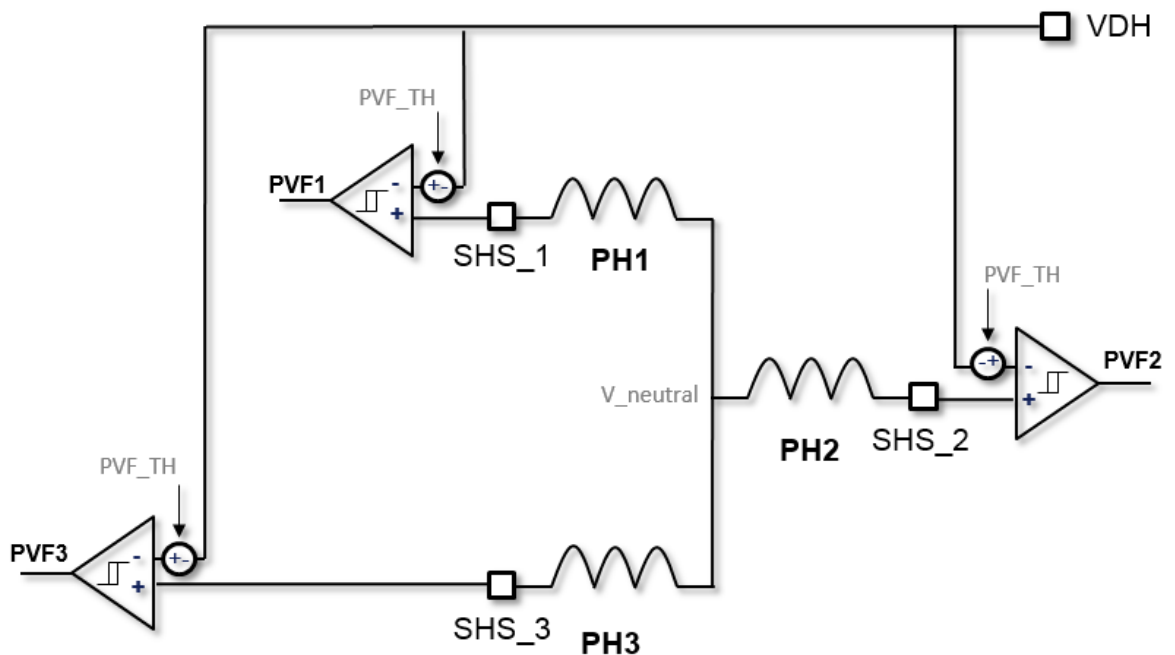 VDH
PVF_TH
PVF1
+-
-
+
SHS_1
PH1
PVF_TH
-+
-
+
PVF2
V_neutral
PH2
SHS_2
PVF_TH
PVF3
+-
-
+
SHS_3
PH3